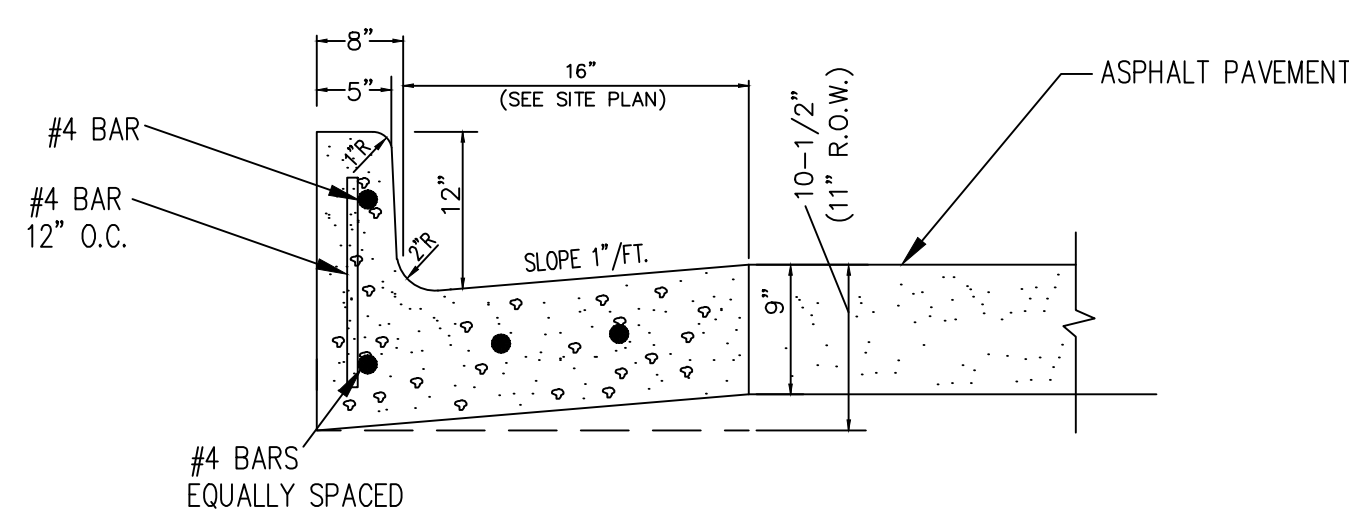 8"
5"
16"
(SEE SITE PLAN)
10-1/2"
(11" R.O.W.)
ASPHALT PAVEMENT
#4 BAR
1"R
12"
#4 BAR
12" O.C.
2"R
SLOPE 1"/FT.
9"
#4 BARS
EQUALLY SPACED